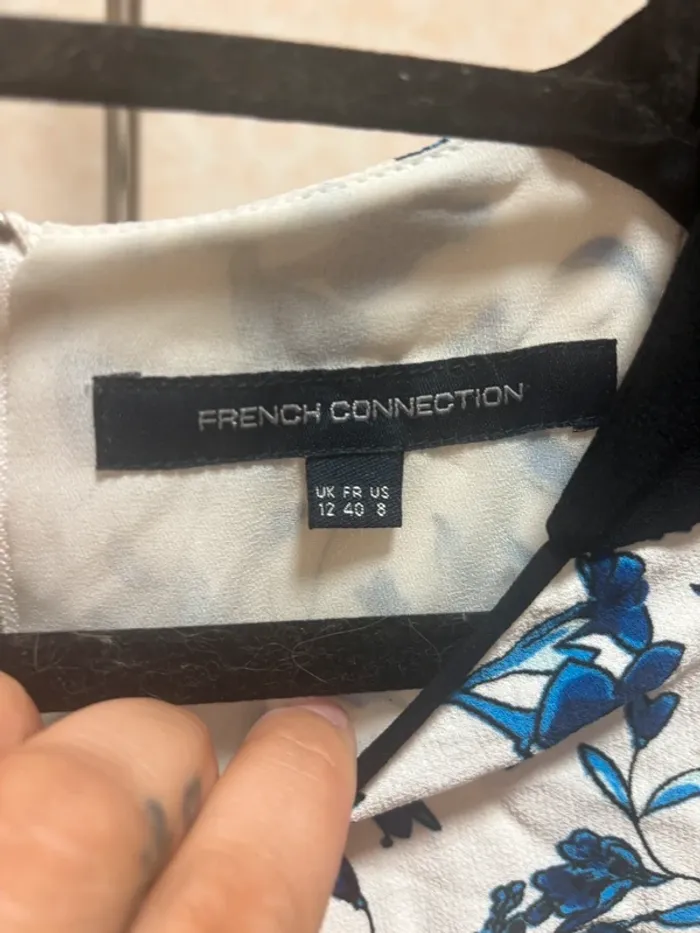 FRENCH CONNECTION
UK FR US
12 40 8